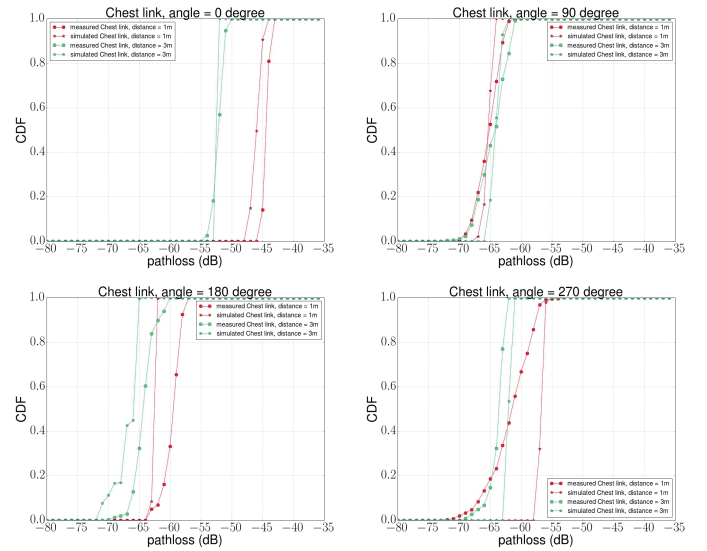 Chest link, angle = 0 degree
CDF
1.0
0.8
0.6
0.4
0.2
0.0
measured Chest link, distance = 1m
simulated Chest link, distance = 1m
measured Chest link, distance = 3m
simulated Chest link, distance = 3m
−80 −75 −70 −65 −60 −55 −50 −45 −40 −35
pathloss (dB)
Chest link, angle = 90 degree
CDF
1.0
0.8
0.6
0.4
0.2
0.0
measured Chest link, distance = 1m
simulated Chest link, distance = 1m
measured Chest link, distance = 3m
simulated Chest link, distance = 3m
−80 −75 −70 −65 −60 −55 −50 −45 −40 −35
pathloss (dB)
Chest link, angle = 180 degree
CDF
1.0
0.8
0.6
0.4
0.2
0.0
measured Chest link, distance = 1m
simulated Chest link, distance = 1m
measured Chest link, distance = 3m
simulated Chest link, distance = 3m
−80 −75 −70 −65 −60 −55 −50 −45 −40 −35
pathloss (dB)
Chest link, angle = 270 degree
CDF
1.0
0.8
0.6
0.4
0.2
0.0
measured Chest link, distance = 1m
simulated Chest link, distance = 1m
measured Chest link, distance = 3m
simulated Chest link, distance = 3m
−80 −75 −70 −65 −60 −55 −50 −45 −40 −35
pathloss (dB)